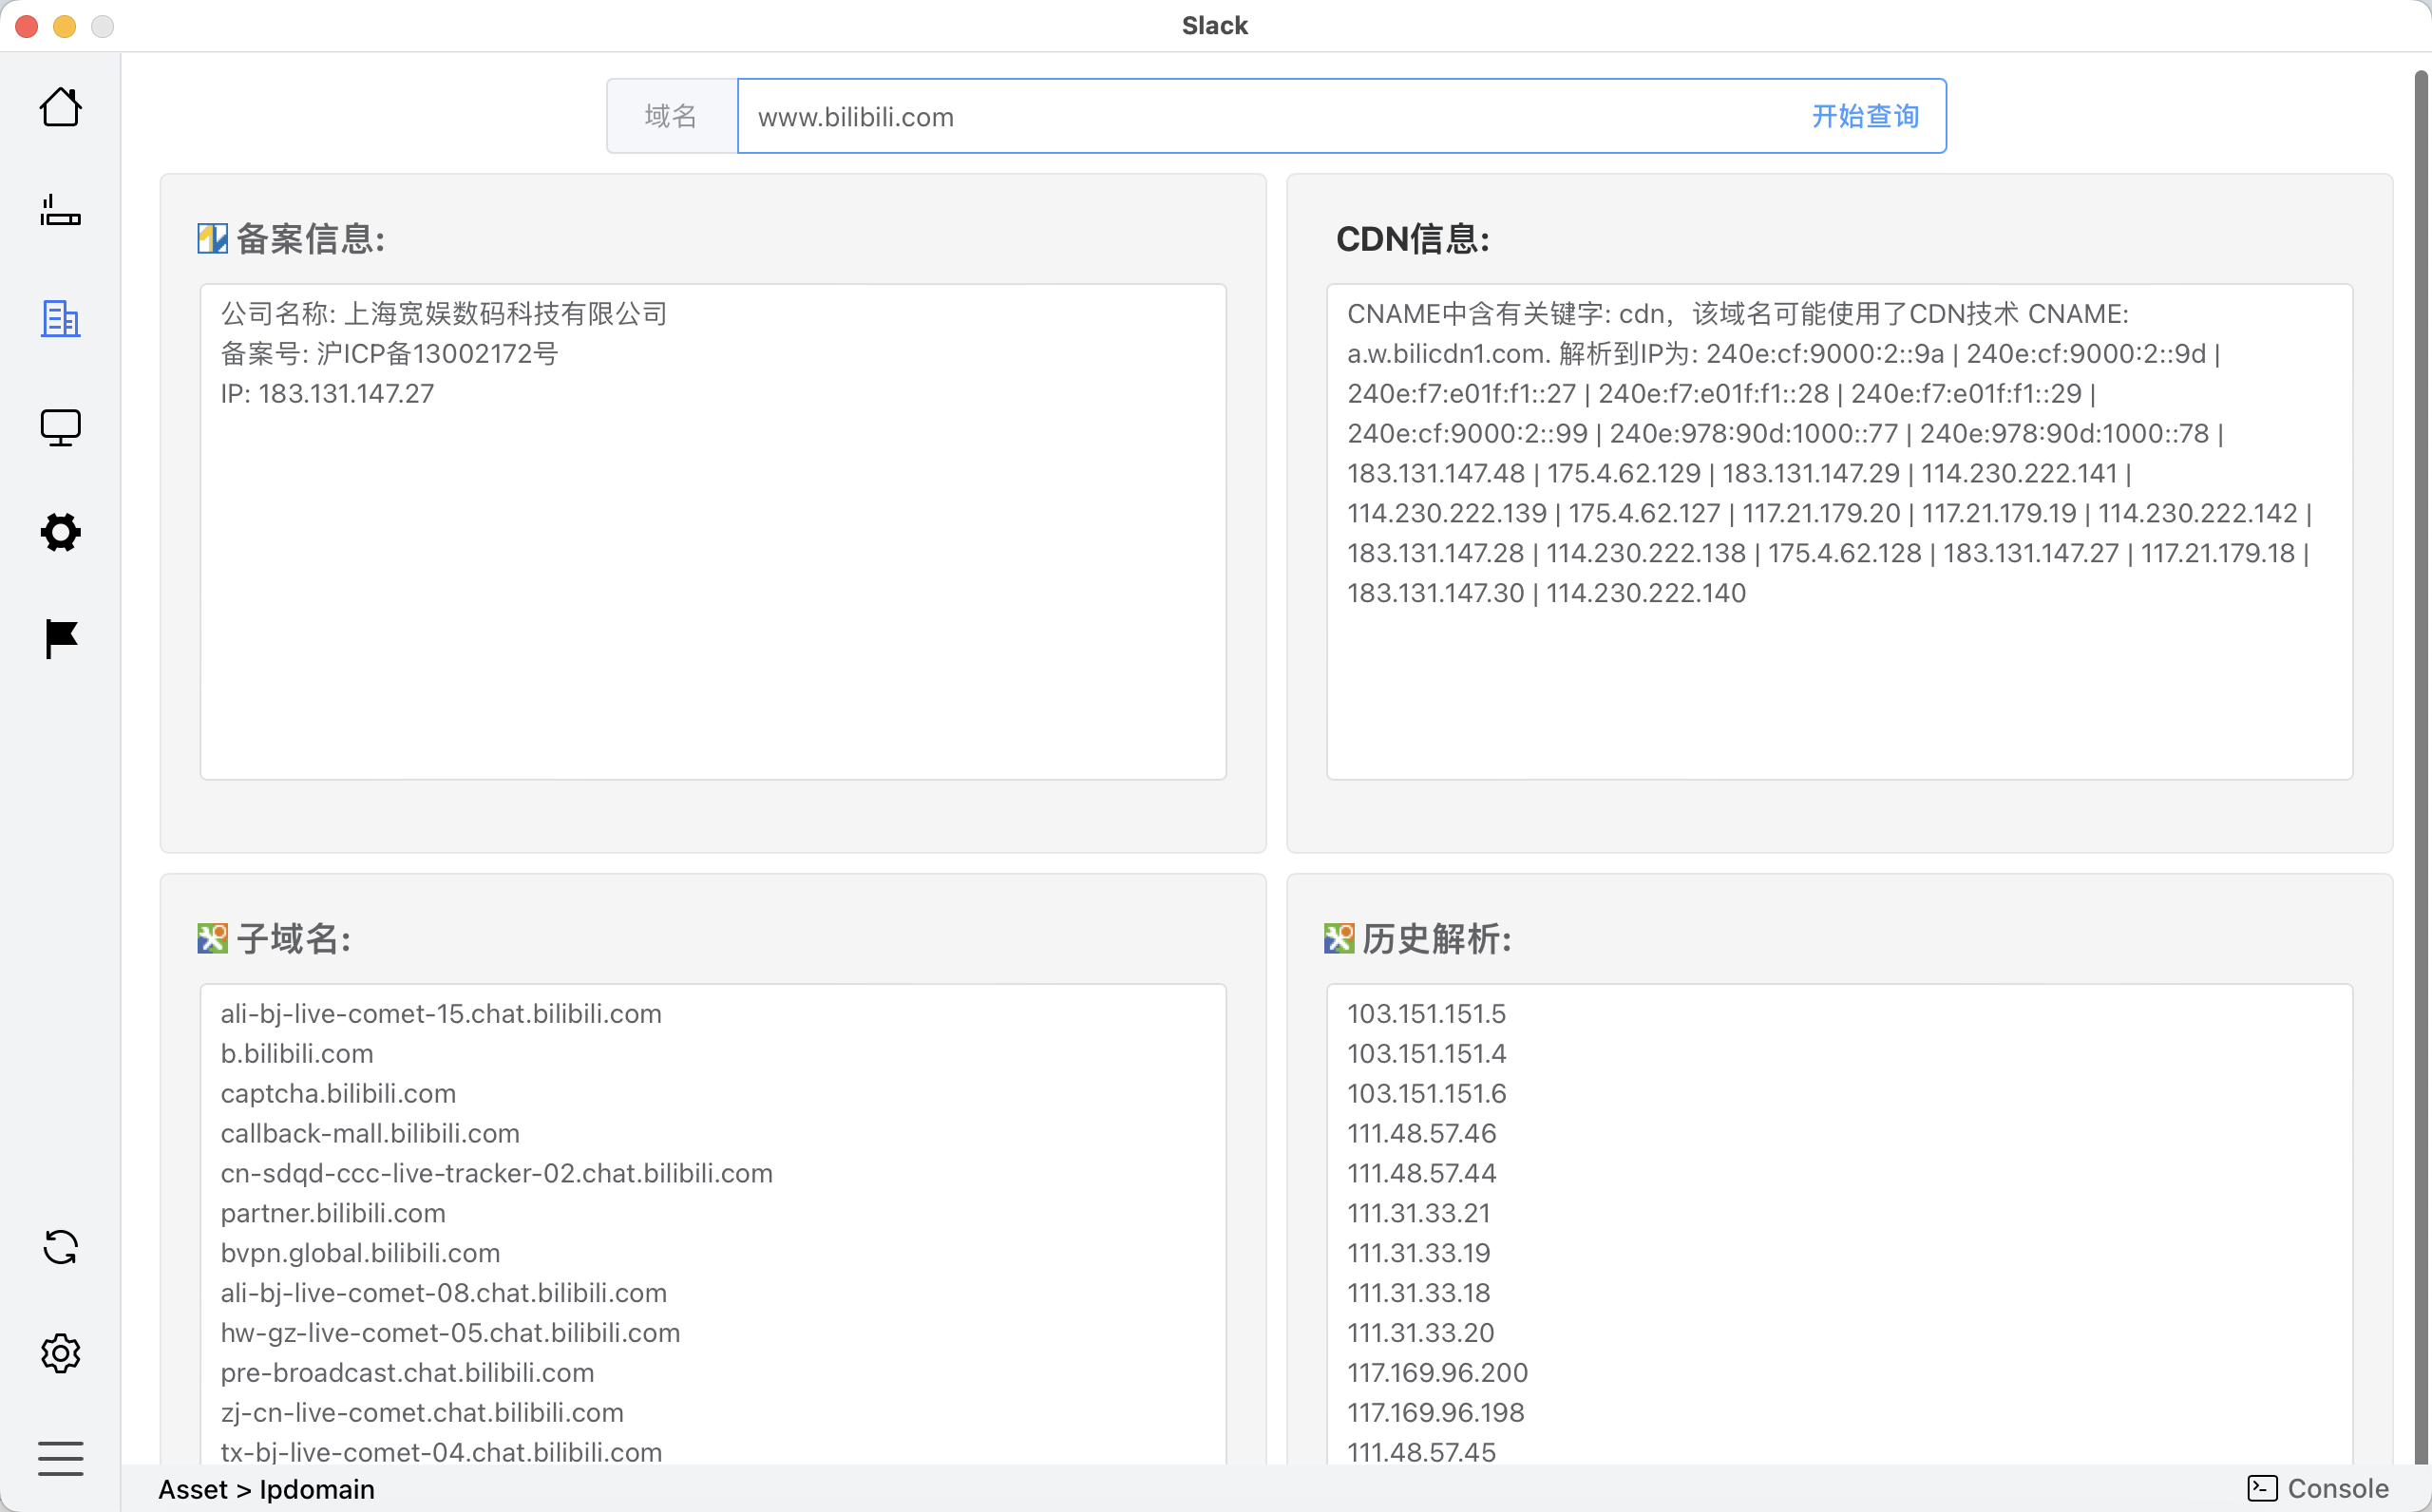 Slack
域名
www.bilibili.com
开始查询
备案信息:
公司名称: 上海宽娱数码科技有限公司
备案号: 沪ICP备13002172号
IP: 183.131.147.27
CDN信息:
CNAME中含有关键字: cdn，该域名可能使用了CDN技术 CNAME:
a.w.bilicdn1.com. 解析到IP为: 240e:cf:9000:2::9a | 240e:cf:9000:2::9d |
240e:f7:e01f:f1::27 | 240e:f7:e01f:f1::28 | 240e:f7:e01f:f1::29 |
240e:cf:9000:2::99 | 240e:978:90d:1000::77 | 240e:978:90d:1000::78 |
183.131.147.48 | 175.4.62.129 | 183.131.147.29 | 114.230.222.141 |
114.230.222.139 | 175.4.62.127 | 117.21.179.20 | 117.21.179.19 | 114.230.222.142 |
183.131.147.28 | 114.230.222.138 | 175.4.62.128 | 183.131.147.27 | 117.21.179.18 |
183.131.147.30 | 114.230.222.140
子域名:
ali-bj-live-comet-15.chat.bilibili.com
b.bilibili.com
captcha.bilibili.com
callback-mall.bilibili.com
cn-sdqd-ccc-live-tracker-02.chat.bilibili.com
partner.bilibili.com
bvpn.global.bilibili.com
ali-bj-live-comet-08.chat.bilibili.com
hw-gz-live-comet-05.chat.bilibili.com
pre-broadcast.chat.bilibili.com
zj-cn-live-comet.chat.bilibili.com
tx-bj-live-comet-04.chat.bilibili.com
历史解析:
103.151.151.5
103.151.151.4
103.151.151.6
111.48.57.46
111.48.57.44
111.31.33.21
111.31.33.19
111.31.33.18
111.31.33.20
117.169.96.200
117.169.96.198
111.48.57.45
Asset > Ipdomain
Console